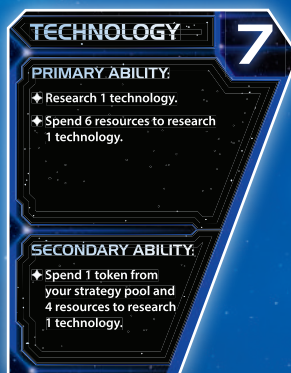 TECHNOLOGY 7
PRIMARY ABILITY:
Research 1 technology.
Spend 6 resources to research
1 technology.
SECONDARY ABILITY:
Spend 1 token from
your strategy pool and
4 resources to research
1 technology.